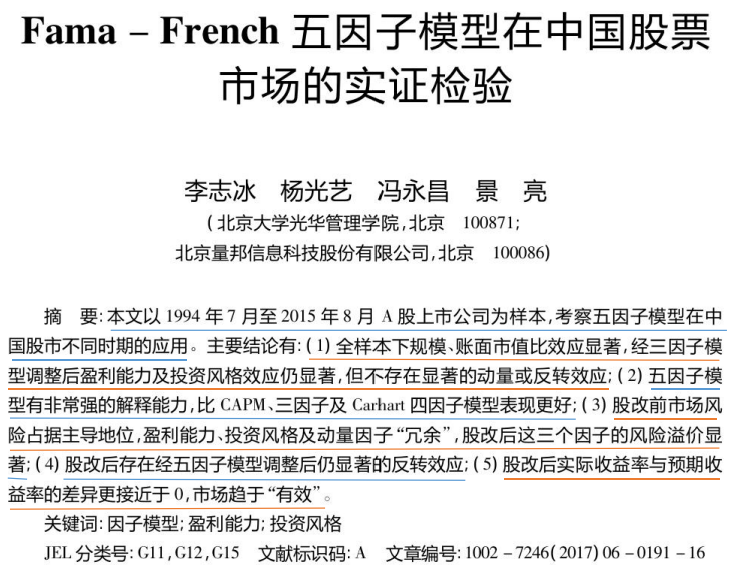 Fama - French 五因子模型在中国股票
市场的实证检验
李志冰 杨光艺 冯永昌 景 亮
(北京大学光华管理学院,北京 100871;
北京量邦信息科技股份有限公司,北京 100086)
摘 要:本文以 1994 年 7 月至 2015 年 8 月 A 股上市公司为样本,考察五因子模型在中
国股市不同时期的应用。主要结论有:(1)全样本下规模、账面市值比效应显著,经三因子模
型调整后盈利能力及投资风格效应仍显著,但不存在显著的动量或反转效应;(2)五因子模
型有非常强的解释能力,比 CAPM、三因子及 Carhart 四因子模型表现更好;(3)股改前市场风
险占据主导地位,盈利能力、投资风格及动量因子“冗余”,股改后这三个因子的风险溢价显
著;(4)股改后存在经五因子模型调整后仍显著的反转效应;(5)股改后实际收益率与预期收
益率的差异更接近于 0,市场趋于“有效”。
关键词:因子模型;盈利能力;投资风格
JEL 分类号:G11,G12,G15 文献标识码:A 文章编号:1002-7246(2017)06-0191-16